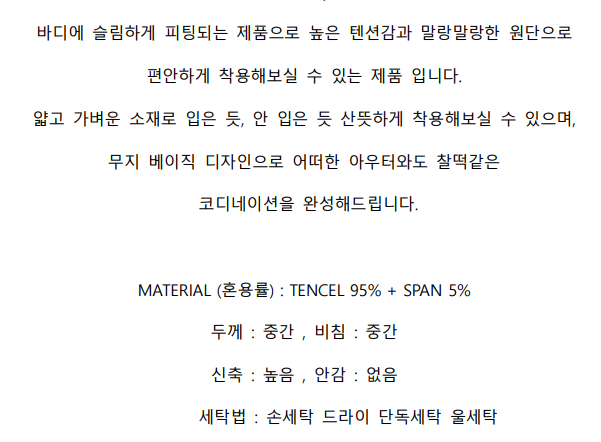 바디에 슬림하게 피팅되는 제품으로 높은 텐션감과 말랑말랑한 원단으로
편안하게 착용해보실 수 있는 제품 입니다.
얇고 가벼운 소재로 입은 듯, 안 입은 듯 산뜻하게 착용해보실 수 있으며,
무지 베이직 디자인으로 어떠한 아우터와도 찰떡같은
코디네이션을 완성해드립니다.
MATERIAL (혼용률) : TENCEL 95% + SPAN 5%
두께 : 중간 , 비침 : 중간
신축 : 높음 , 안감 : 없음
세탁법 : 손세탁 드라이 단독세탁 울세탁